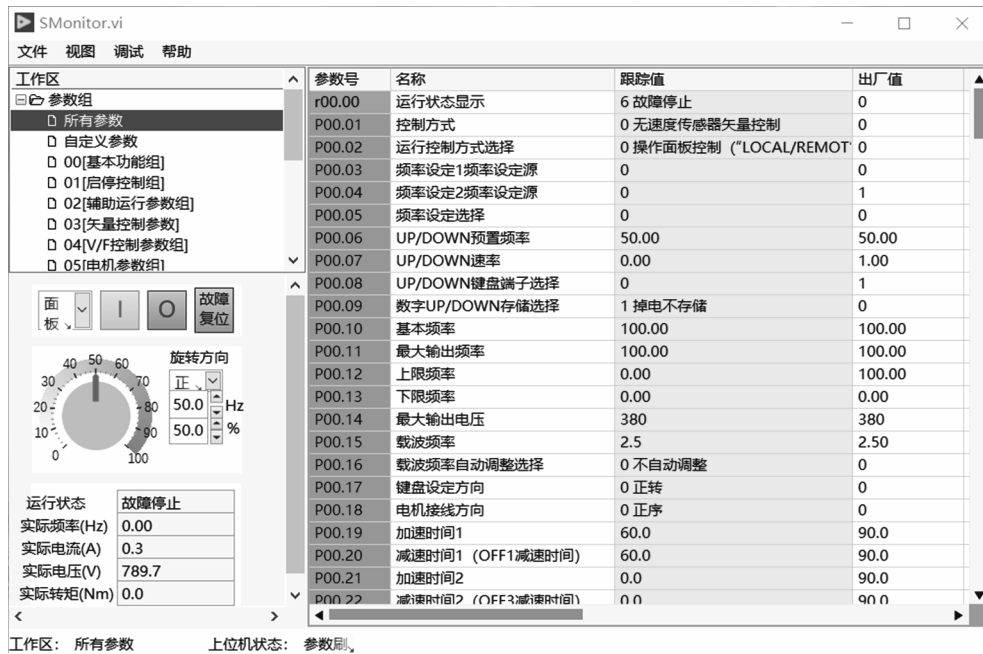 SMonitor.vi
文件 视图 调试 帮助
工作区
参数组
所有参数
自定义参数
00[基本功能组]
01[启停控制组]
02[辅助运行参数组]
03[矢量控制参数]
04[V/F控制参数组]
05[电机参数组]
面板 I O 故障复位
旋转方向
正
50.0 Hz
50.0 %
0 10 20 30 40 50 60 70 80 90 100
运行状态 故障停止
实际频率(Hz) 0.00
实际电流(A) 0.3
实际电压(V) 789.7
实际转矩(Nm) 0.0
参数号 名称 跟踪值 出厂值
r00.00 运行状态显示 6 故障停止 0
P00.01 控制方式 0 无速度传感器矢量控制 0
P00.02 运行控制方式选择 0 操作面板控制（“LOCAL/REMOT 0
P00.03 频率设定1频率设定源 0 0
P00.04 频率设定2频率设定源 0 1
P00.05 频率设定选择 0 0
P00.06 UP/DOWN预置频率 50.00 50.00
P00.07 UP/DOWN速率 0.00 1.00
P00.08 UP/DOWN键盘端子选择 0 1
P00.09 数字UP/DOWN存储选择 1 掉电不存储 0
P00.10 基本频率 100.00 100.00
P00.11 最大输出频率 100.00 100.00
P00.12 上限频率 0.00 100.00
P00.13 下限频率 0.00 0.00
P00.14 最大输出电压 380 380
P00.15 载波频率 2.5 2.50
P00.16 载波频率自动调整选择 0 不自动调整 0
P00.17 键盘设定方向 0 正转 0
P00.18 电机接线方向 0 正序 0
P00.19 加速时间1 60.0 90.0
P00.20 减速时间1（OFF1减速时间） 60.0 90.0
P00.21 加速时间2 0.0 90.0
P00.22 减速时间2（OFF3减速时间） 0.0 90.0
工作区： 所有参数 上位机状态： 参数刷